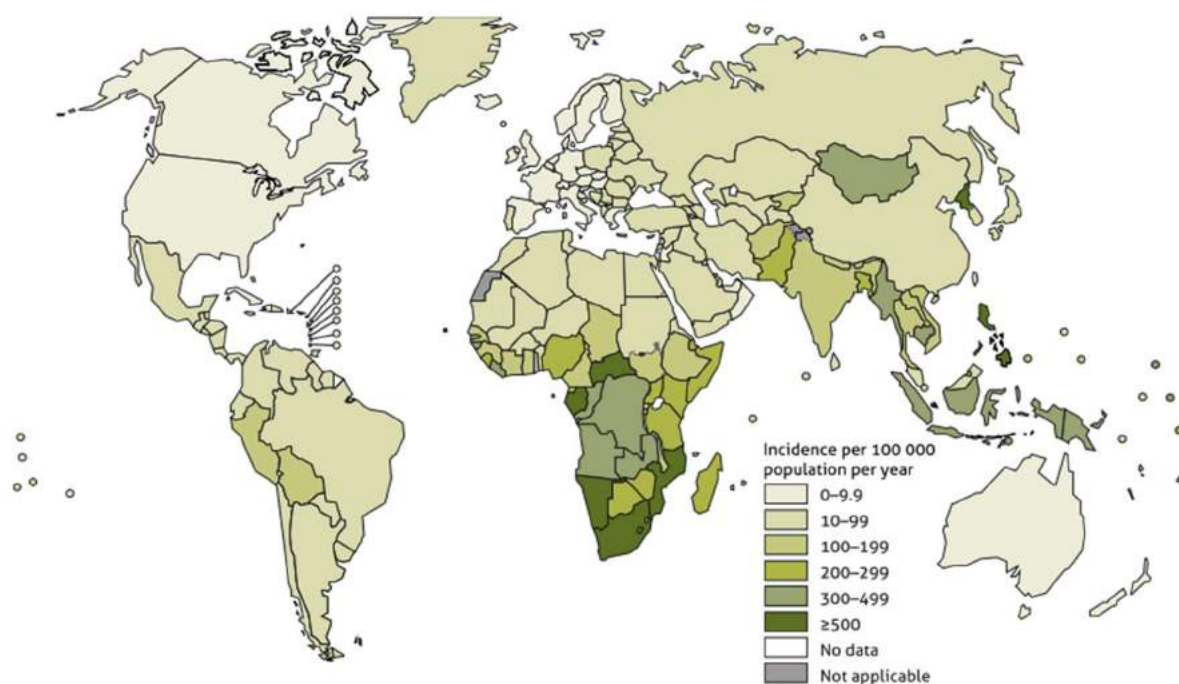 Incidence per 100 000
population per year
0–9.9
10–99
100–199
200–299
300–499
≥500
No data
Not applicable